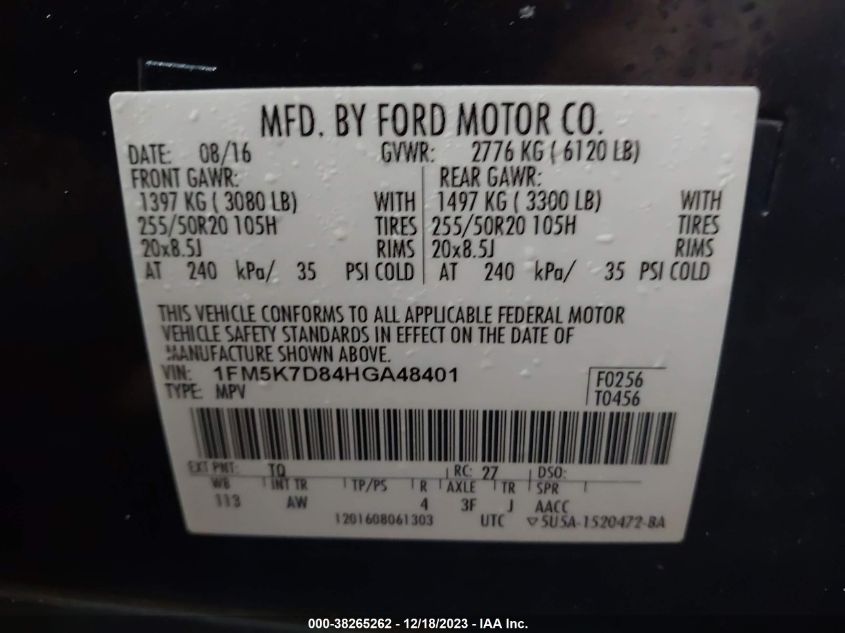 MFD. BY FORD MOTOR CO.
DATE: 08/16 GVWR: 2776 KG ( 6120 LB)
FRONT GAWR: REAR GAWR:
1397 KG ( 3080 LB) WITH 1497 KG ( 3300 LB) WITH
255/50R20 105H TIRES 255/50R20 105H TIRES
20x8.5J RIMS 20x8.5J RIMS
AT 240 kPa/ 35 PSI COLD AT 240 kPa/ 35 PSI COLD
THIS VEHICLE CONFORMS TO ALL APPLICABLE FEDERAL MOTOR
VEHICLE SAFETY STANDARDS IN EFFECT ON THE DATE OF
MANUFACTURE SHOWN ABOVE.
VIN: 1FM5K7D84HGA48401
TYPE: MPV
F0256
T0456
EXT PNT: TQ RC: 27 DSO:
WB INT TR TP/PS R AXLE TR SPR
113 AW 4 3F J AACC
1201608061303 UTC ▽5U5A-1520472-BA
000-38265262 - 12/18/2023 - IAA Inc.